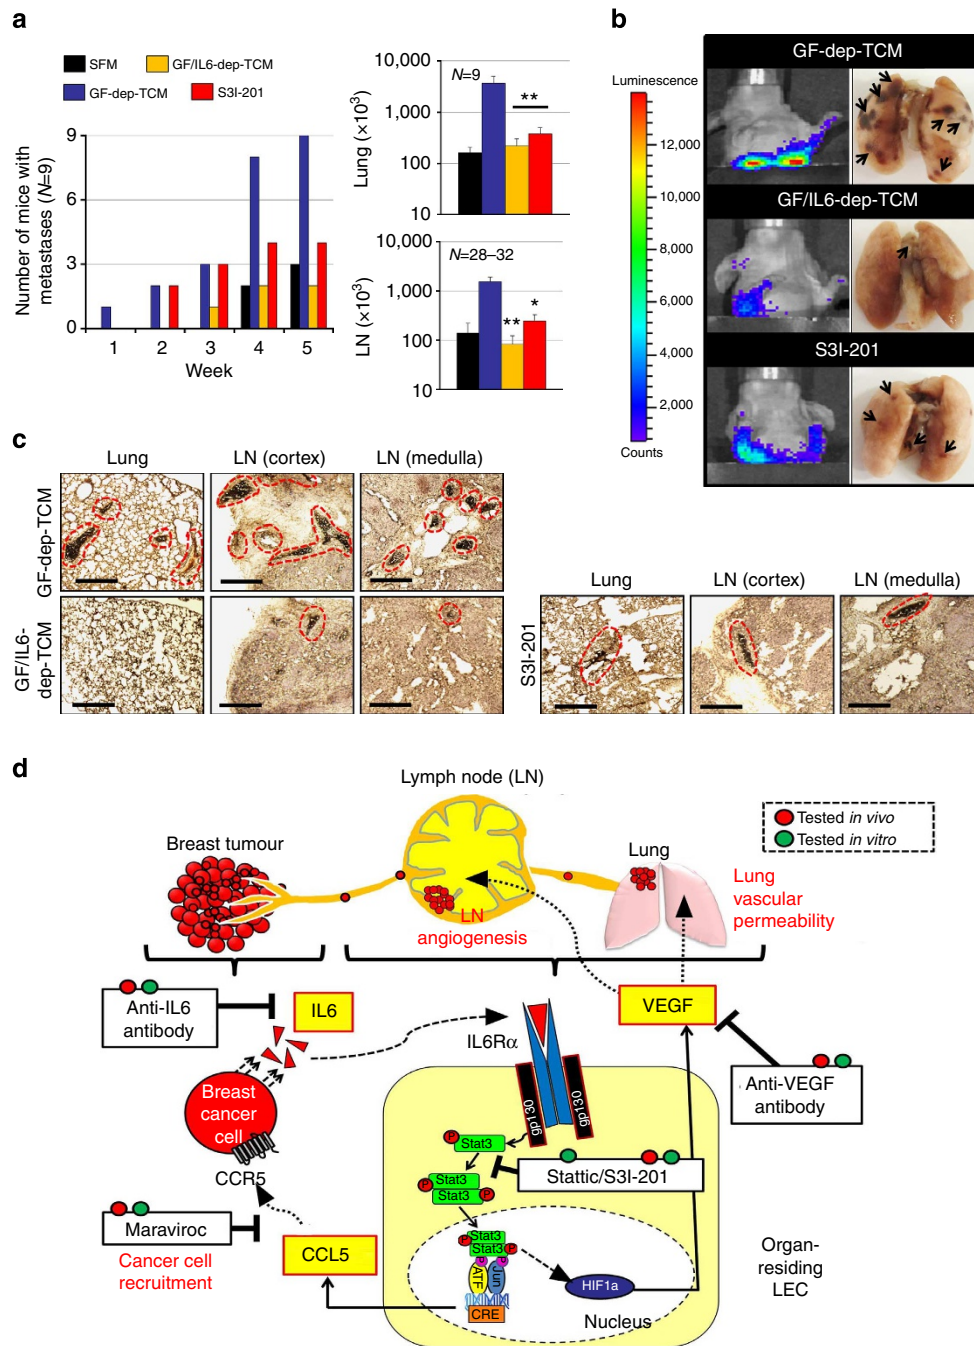 a
SFM
GF/IL6-dep-TCM
GF-dep-TCM
S3I-201
Number of mice with
metastases (N=9)
9
6
3
0
1 2 3 4 5
Week
Lung (×10³)
10,000
1,000
100
10
N=9
**
LN (×10³)
10,000
1,000
100
10
N=28–32
**
*
b
Luminescence
12,000
10,000
8,000
6,000
4,000
2,000
Counts
GF-dep-TCM
GF/IL6-dep-TCM
S3I-201
c
Lung
LN (cortex)
LN (medulla)
GF-dep-TCM
GF/IL6-
dep-TCM
Lung
LN (cortex)
LN (medulla)
S3I-201
d
Lymph node (LN)
Breast tumour
Lung
Tested in vivo
Tested in vitro
LN
angiogenesis
Lung
vascular
permeability
Anti-IL6
antibody
IL6
IL6Rα
VEGF
Anti-VEGF
antibody
Breast
cancer
cell
CCR5
gp130
gp130
P
Stat3
Stat3
P
Stat3
P
Stattic/S3I-201
Maraviroc
Cancer cell
recruitment
CCL5
Stat3
P
Stat3
P
P
P
ATF
Jun
CRE
HIF1a
Nucleus
Organ-
residing
LEC